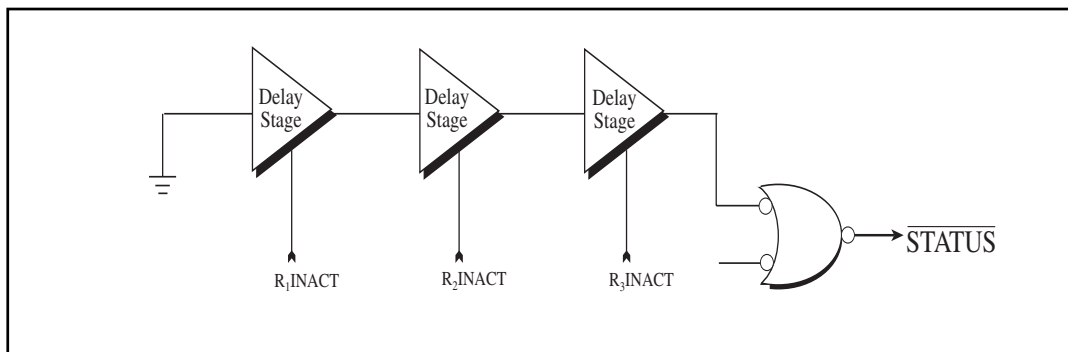 Delay
Stage
Delay
Stage
Delay
Stage
R₁INACT
R₂INACT
R₃INACT
STATUS